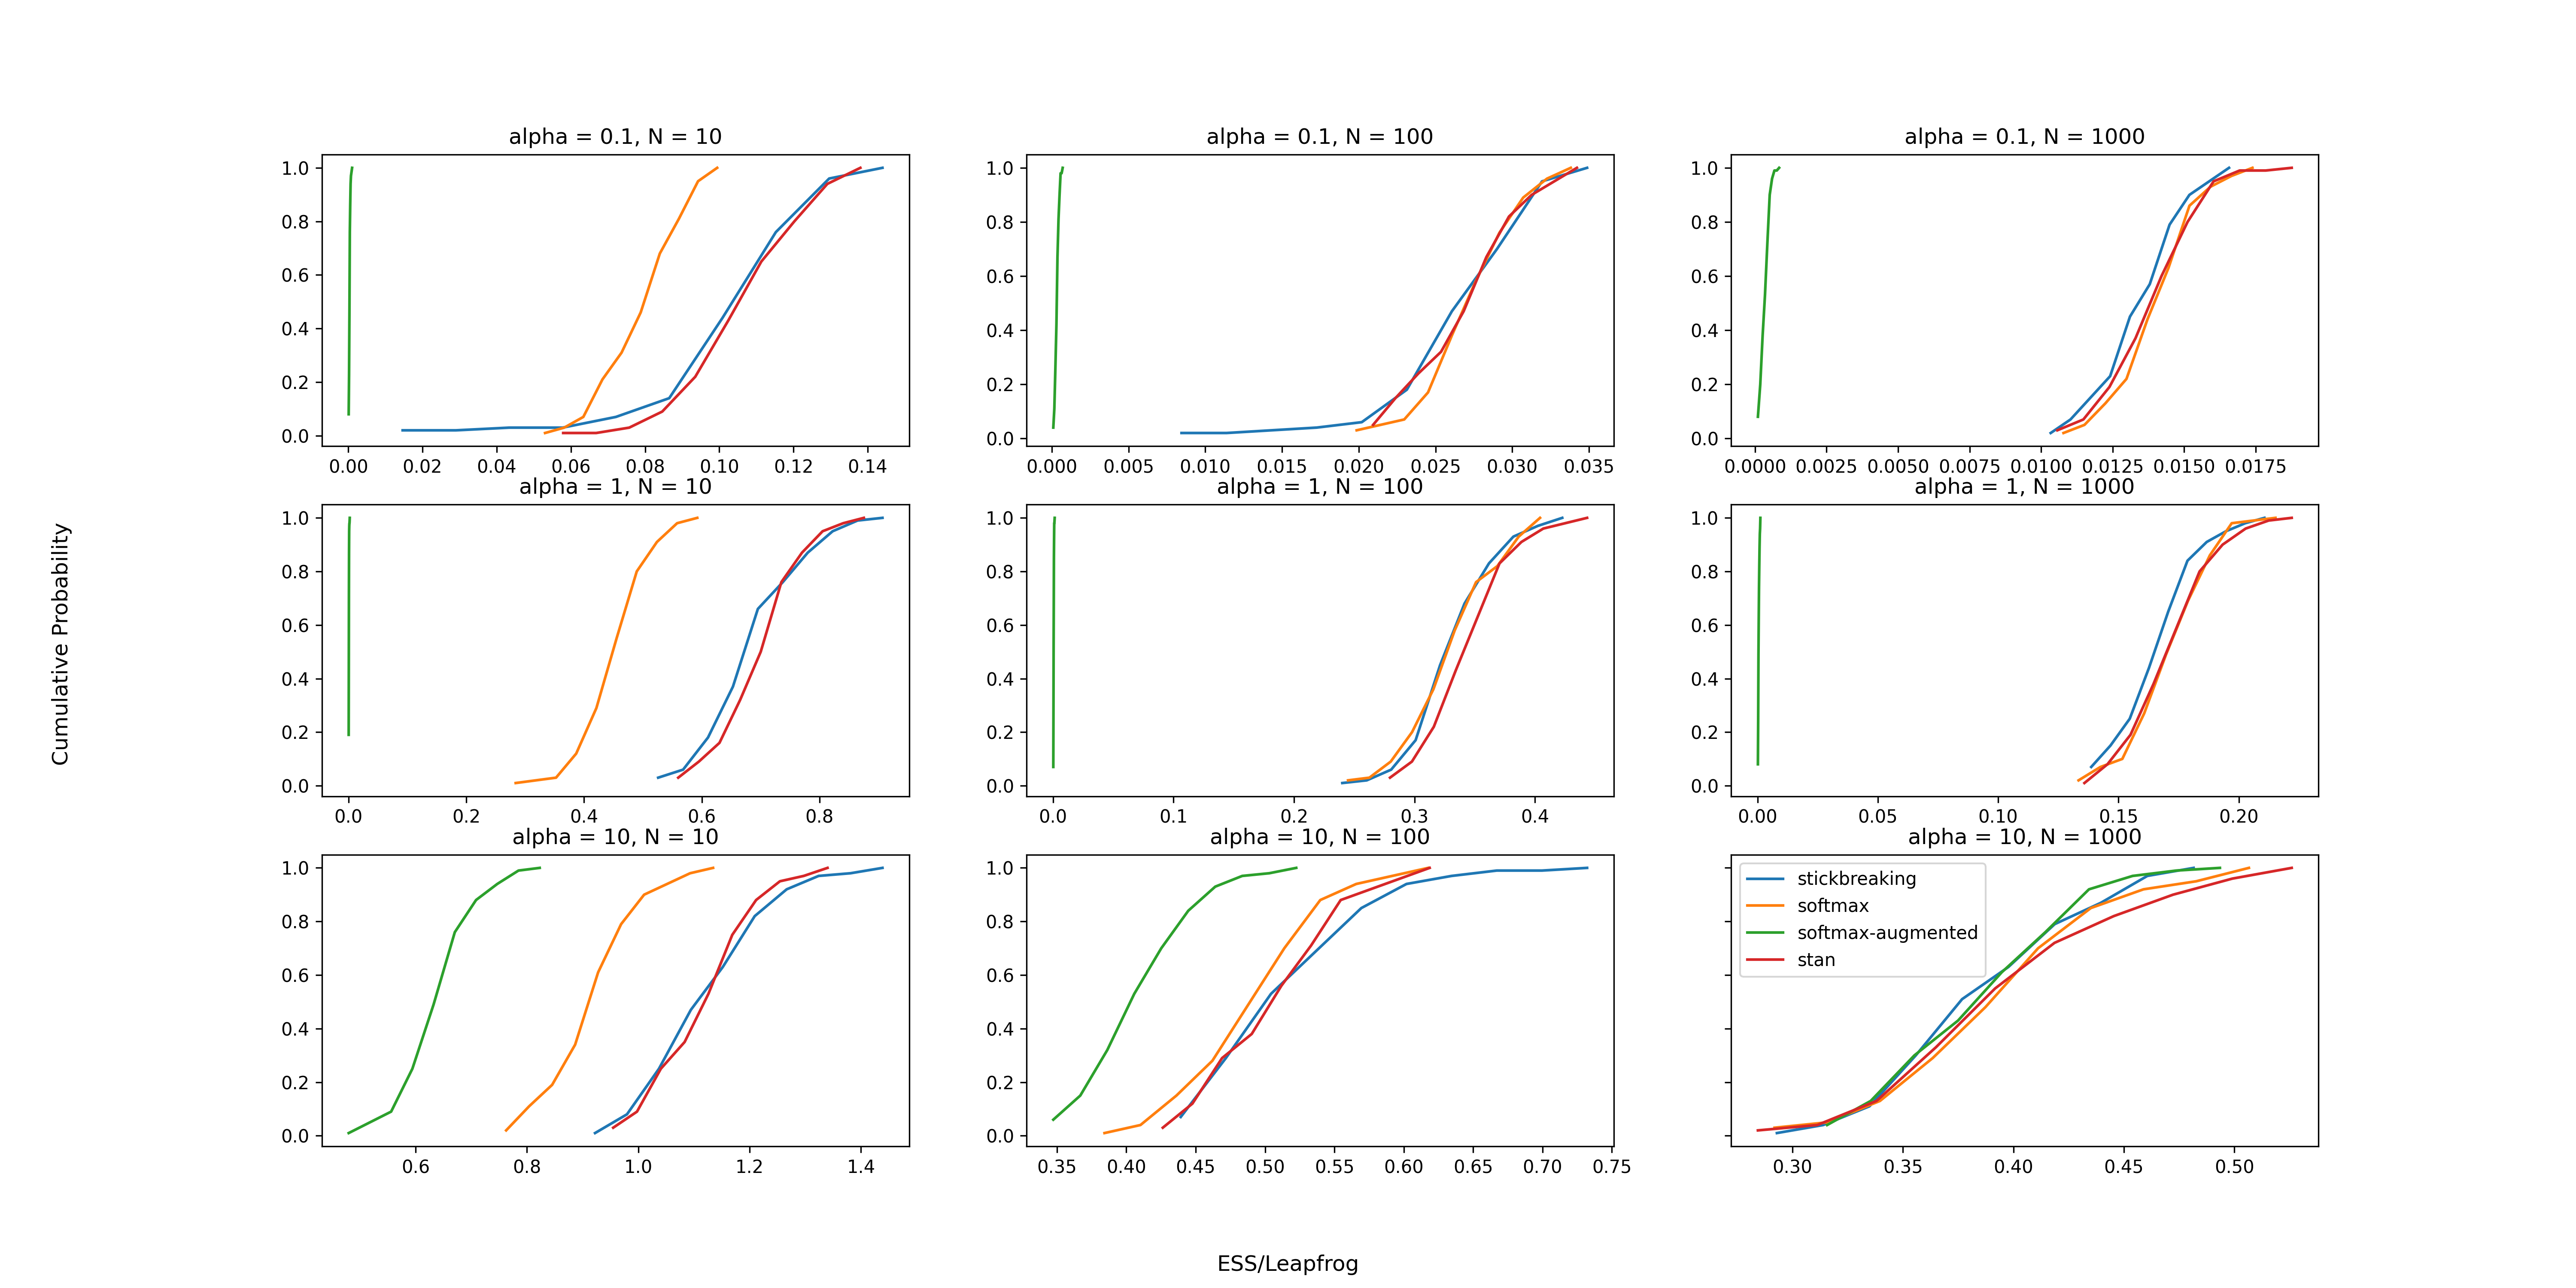 alpha = 0.1, N = 10
alpha = 0.1, N = 100
alpha = 0.1, N = 1000
1.0
0.8
0.6
0.4
0.2
0.0
0.00 0.02 0.04 0.06 0.08 0.10 0.12 0.14
1.0
0.8
0.6
0.4
0.2
0.0
0.000 0.005 0.010 0.015 0.020 0.025 0.030 0.035
1.0
0.8
0.6
0.4
0.2
0.0
0.0000 0.0025 0.0050 0.0075 0.0100 0.0125 0.0150 0.0175
alpha = 1, N = 10
alpha = 1, N = 100
alpha = 1, N = 1000
1.0
0.8
0.6
0.4
0.2
0.0
0.0 0.2 0.4 0.6 0.8
1.0
0.8
0.6
0.4
0.2
0.0
0.0 0.1 0.2 0.3 0.4
1.0
0.8
0.6
0.4
0.2
0.0
0.00 0.05 0.10 0.15 0.20
alpha = 10, N = 10
alpha = 10, N = 100
alpha = 10, N = 1000
1.0
0.8
0.6
0.4
0.2
0.0
0.6 0.8 1.0 1.2 1.4
1.0
0.8
0.6
0.4
0.2
0.0
0.35 0.40 0.45 0.50 0.55 0.60 0.65 0.70 0.75
stickbreaking
softmax
softmax-augmented
stan
0.30 0.35 0.40 0.45 0.50
Cumulative Probability
ESS/Leapfrog